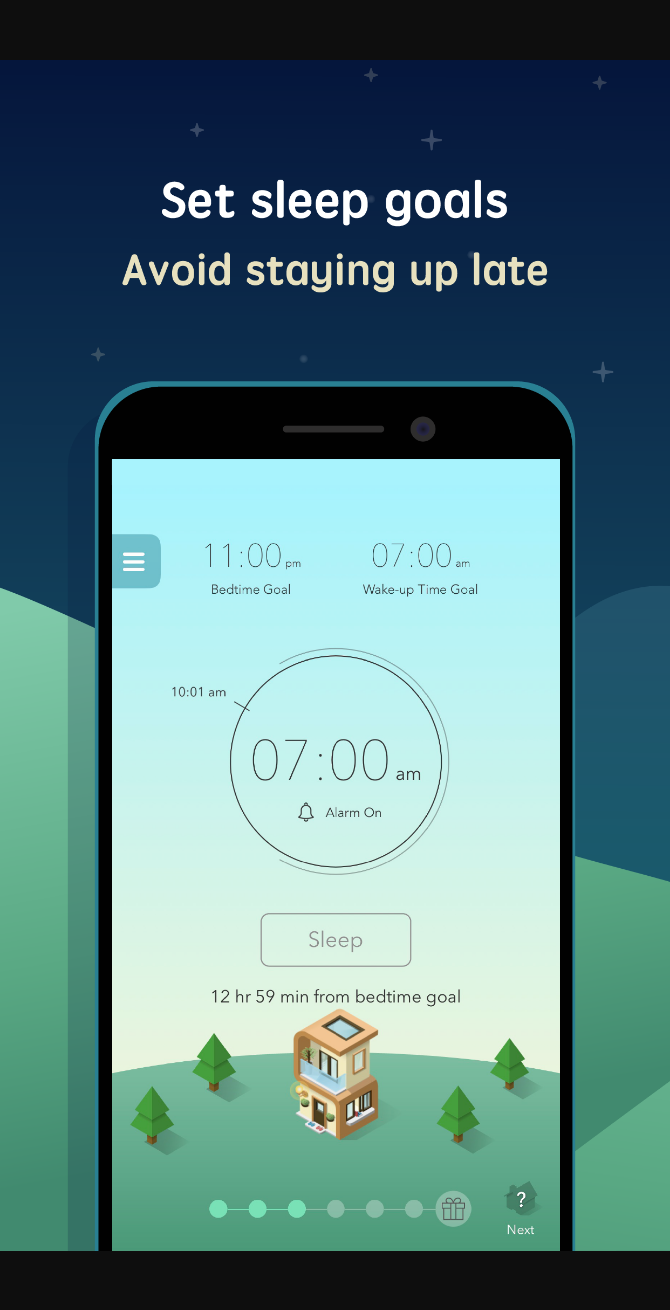 Set sleep goals
Avoid staying up late
11:00 pm 07:00 am
Bedtime Goal Wake-up Time Goal
10:01 am
07:00 am
Alarm On
Sleep
12 hr 59 min from bedtime goal
?
Next